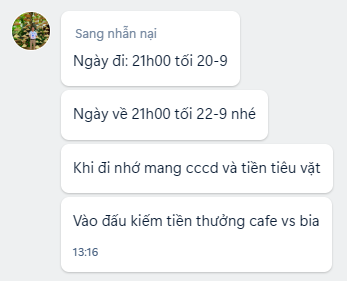 Sang nhẫn nại
Ngày đi: 21h00 tối 20-9
Ngày về 21h00 tối 22-9 nhé
Khi đi nhớ mang cccd và tiền tiêu vặt
Vào đấu kiếm tiền thưởng cafe vs bia
13:16